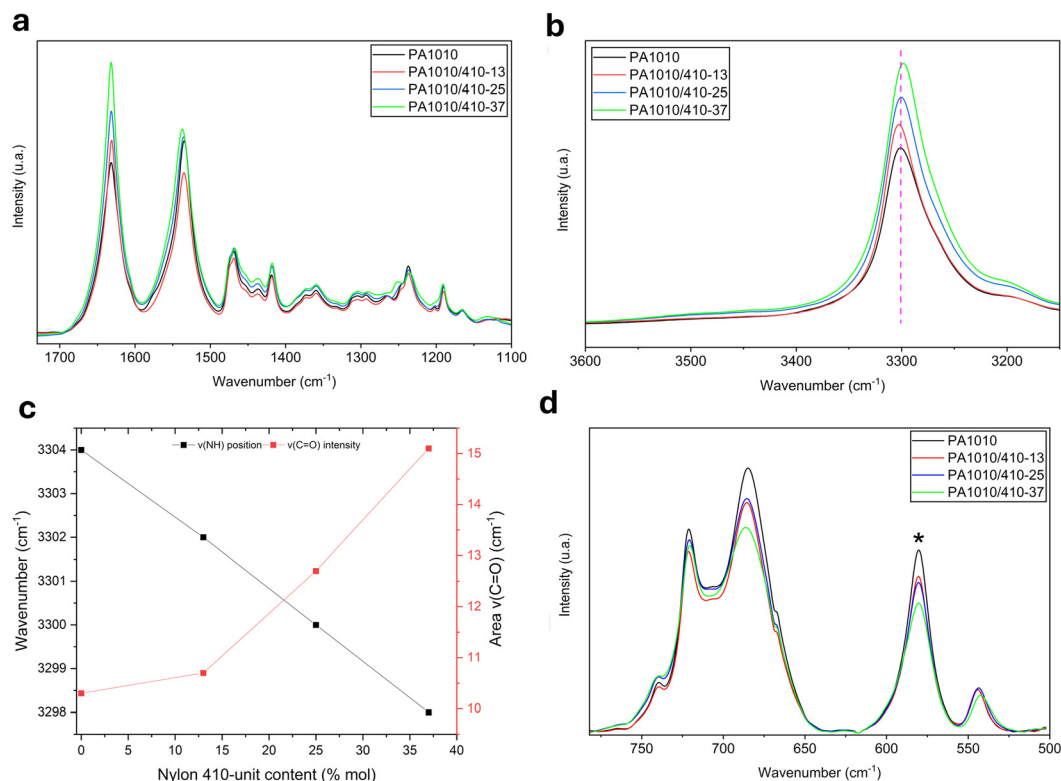 a
PA1010
PA1010/410-13
PA1010/410-25
PA1010/410-37
Intensity (u.a.)
1700 1600 1500 1400 1300 1200 1100
Wavenumber (cm⁻¹)
b
PA1010
PA1010/410-13
PA1010/410-25
PA1010/410-37
Intensity (u.a.)
3600 3500 3400 3300 3200
Wavenumber (cm⁻¹)
c
v(NH) position v(C=O) intensity
Wavenumber (cm⁻¹)
3304
3303
3302
3301
3300
3299
3298
15
14
13
12
11
10
Area v(C=O) (cm⁻¹)
0 5 10 15 20 25 30 35 40
Nylon 410-unit content (% mol)
d
PA1010
PA1010/410-13
PA1010/410-25
PA1010/410-37
*
Intensity (u.a.)
750 700 650 600 550 500
Wavenumber (cm⁻¹)